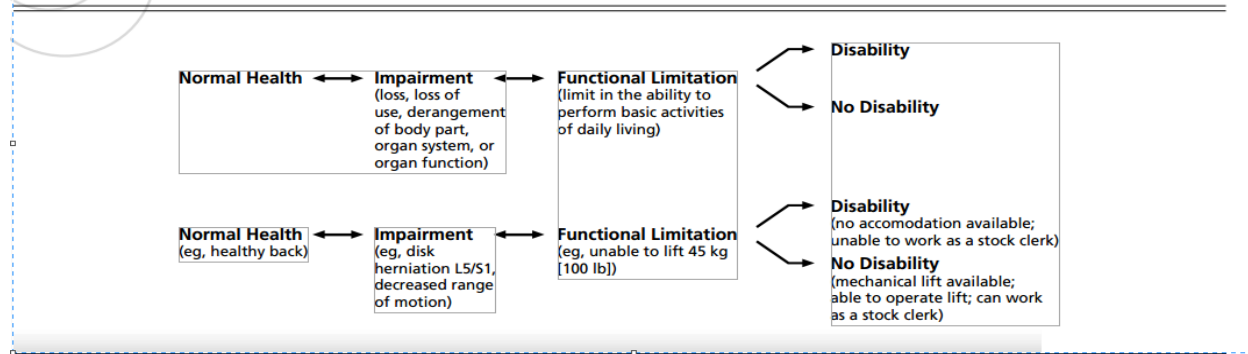 Normal Health
Impairment
(loss, loss of
use, derangement
of body part,
organ system, or
organ function)
Functional Limitation
(limit in the ability to
perform basic activities
of daily living)
Disability
No Disability
Normal Health
(eg, healthy back)
Impairment
(eg, disk
herniation L5/S1,
decreased range
of motion)
Functional Limitation
(eg, unable to lift 45 kg
[100 lb])
Disability
(no accomodation available;
unable to work as a stock clerk)
No Disability
(mechanical lift available;
able to operate lift; can work
as a stock clerk)